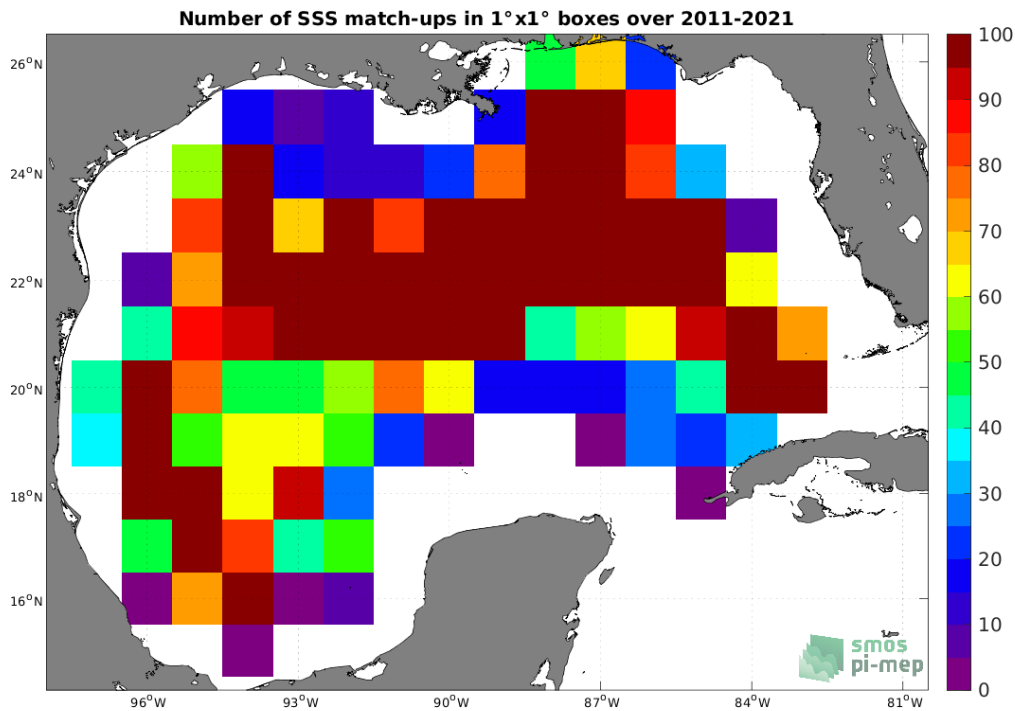 Number of SSS match-ups in 1°x1° boxes over 2011-2021
26°N
24°N
22°N
20°N
18°N
16°N
96°W
93°W
90°W
87°W
84°W
81°W
100
90
80
70
60
50
40
30
20
10
0
smos
pi-mep